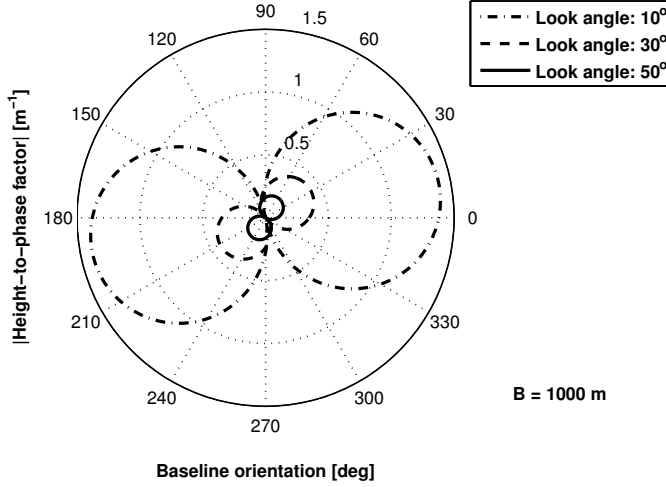 90
1.5
Look angle: 10°
120
60
Look angle: 30°
Look angle: 50°
1
150
30
0.5
180
0
|Height−to−phase factor| [m−1]
210
330
240
300
B = 1000 m
270
Baseline orientation [deg]